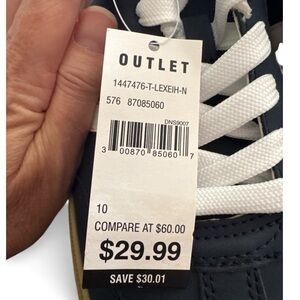 OUTLET
1447476-T-LEXEIH-N
576 87085060
DNS9007
3 00870 85060 7
10
COMPARE AT $60.00
$29.99
SAVE $30.01